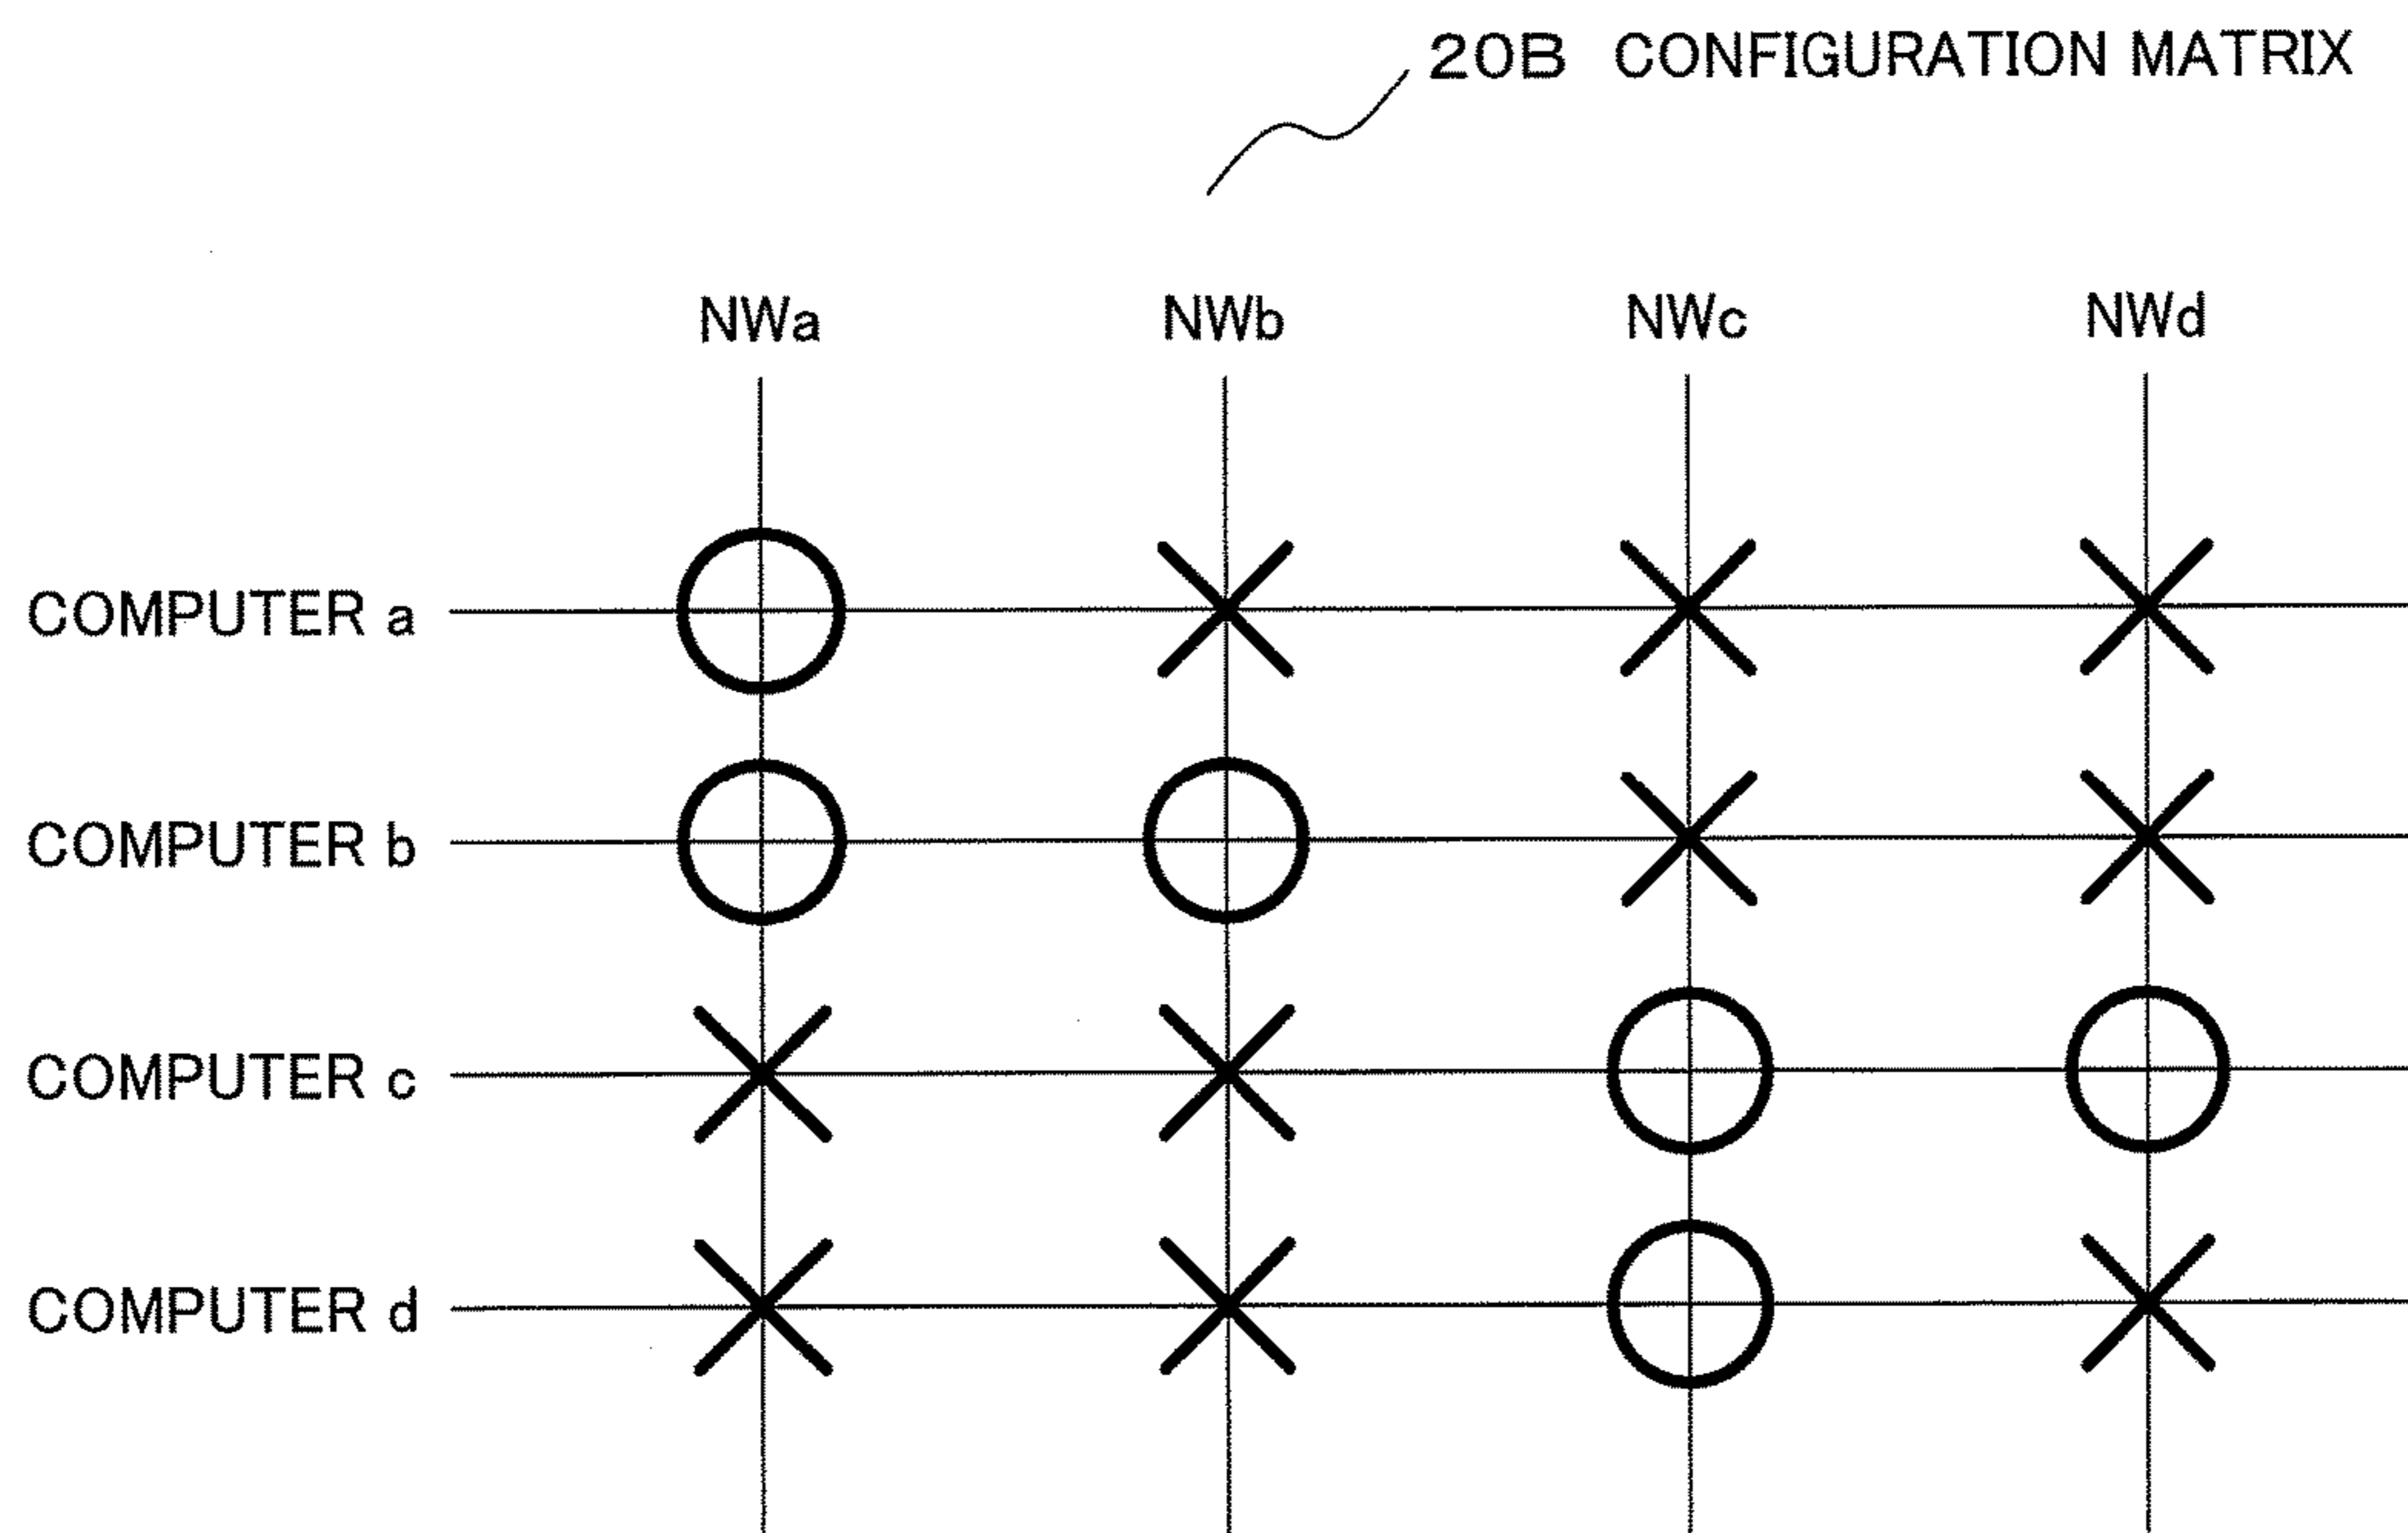 20B CONFIGURATION MATRIX
NWa NWb NWc NWd
COMPUTER a
COMPUTER b
COMPUTER c
COMPUTER d